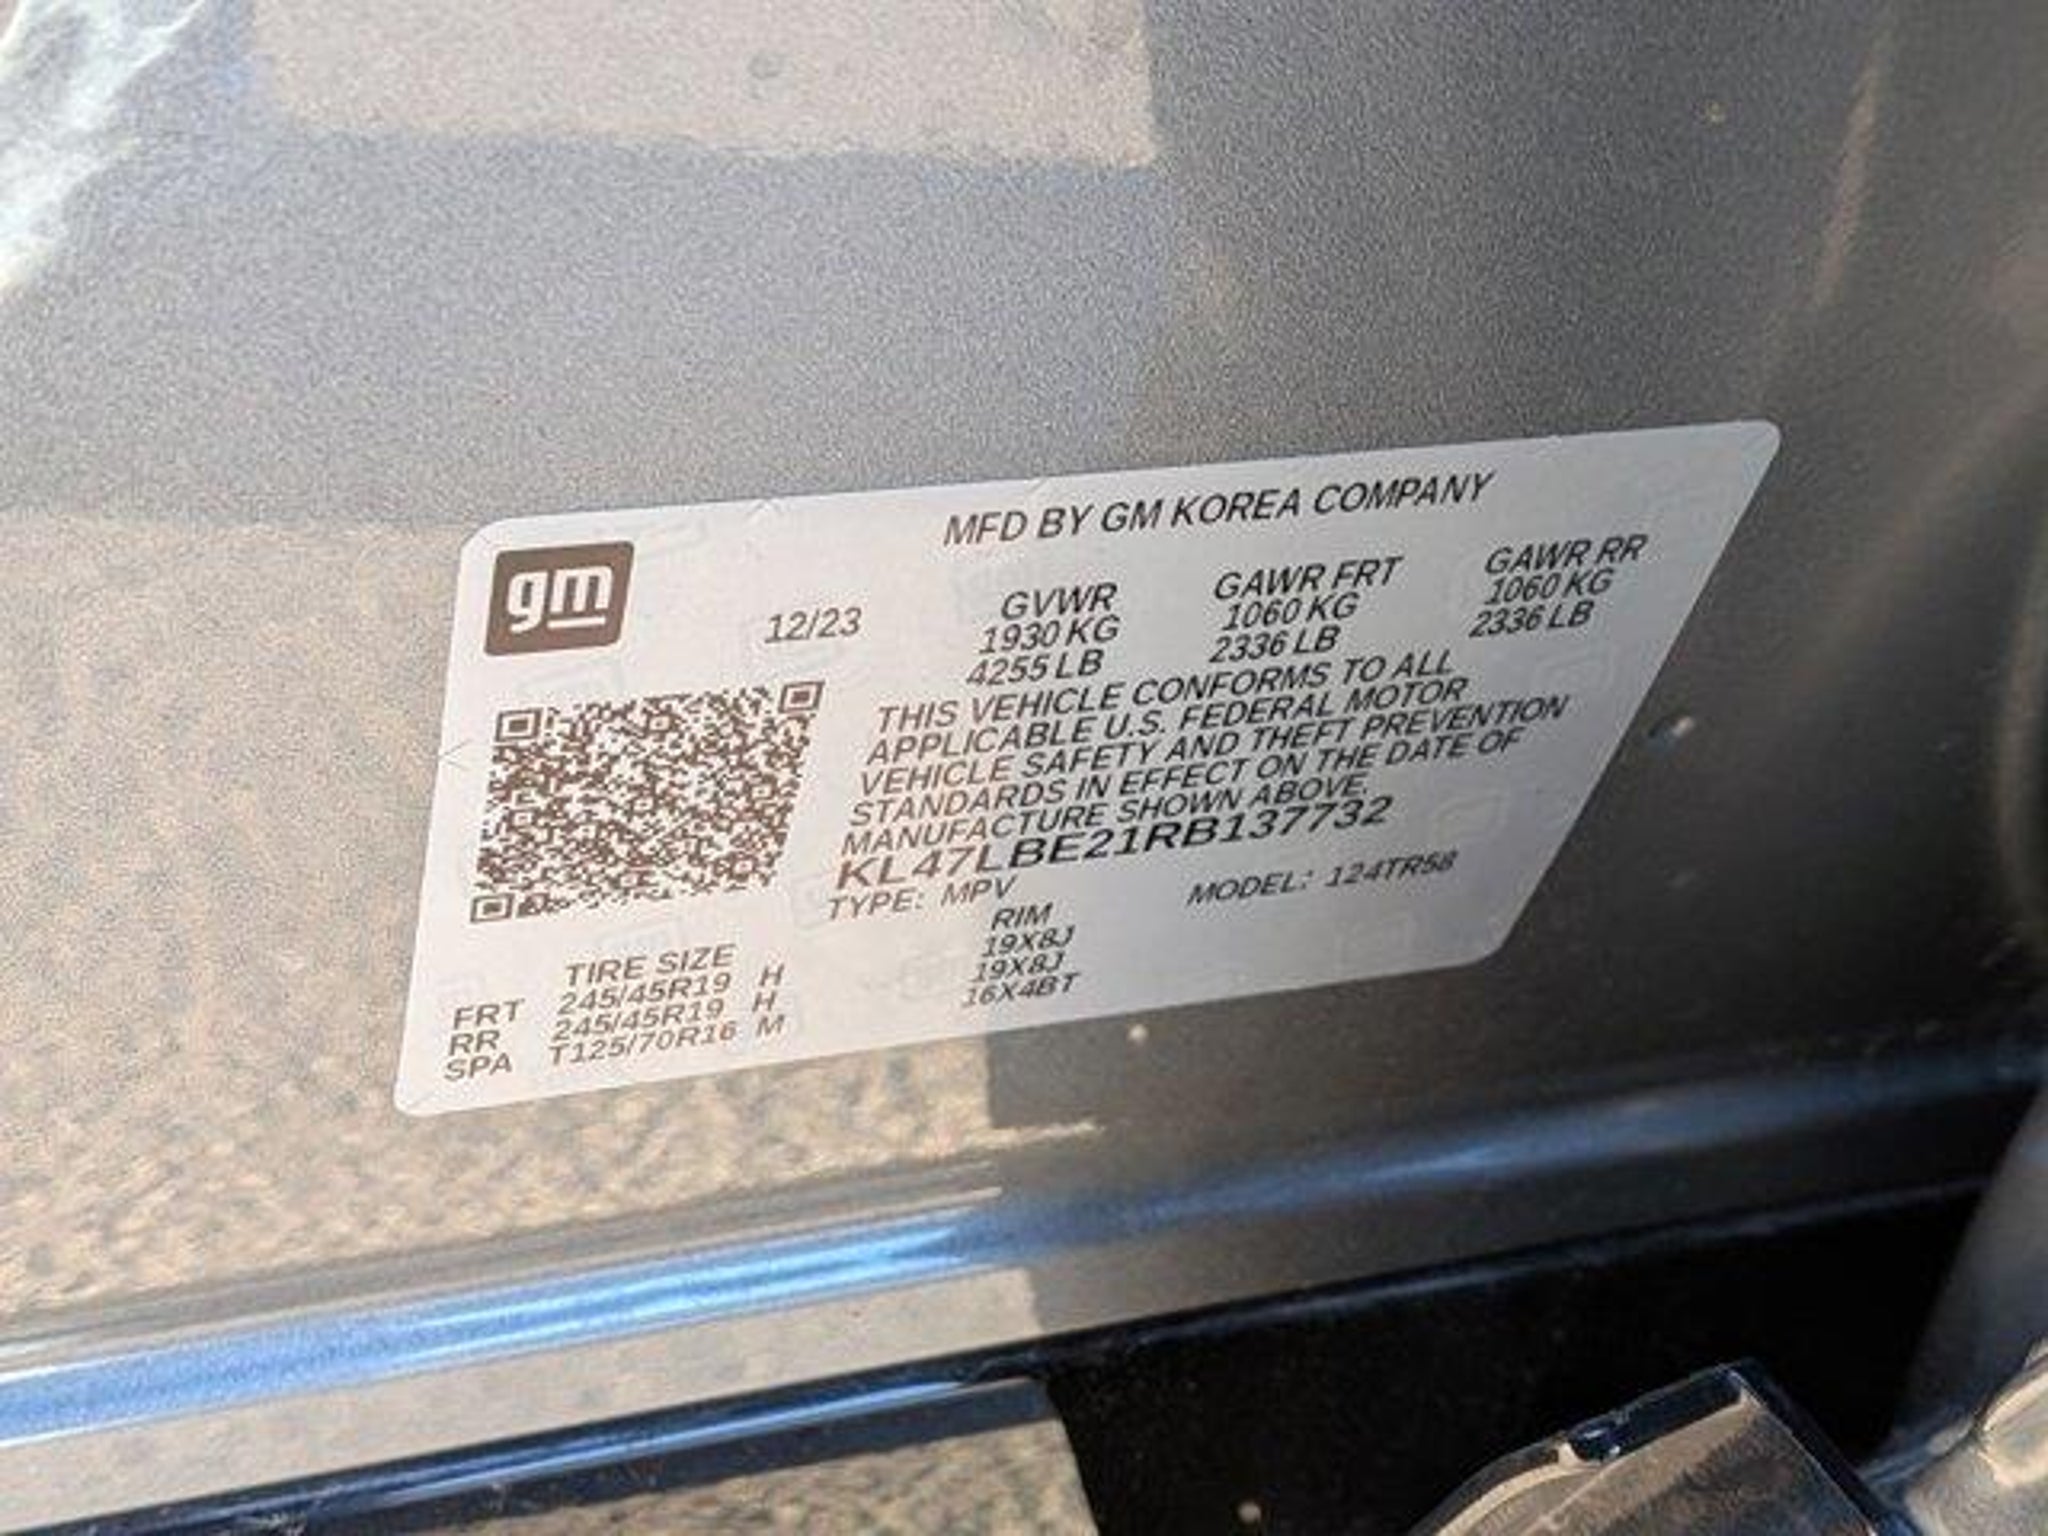 gm
MFD BY GM KOREA COMPANY
12/23
GVWR GAWR FRT GAWR RR
1930 KG 1060 KG 1060 KG
4255 LB 2336 LB 2336 LB
THIS VEHICLE CONFORMS TO ALL
APPLICABLE U.S. FEDERAL MOTOR
VEHICLE SAFETY AND THEFT PREVENTION
STANDARDS IN EFFECT ON THE DATE OF
MANUFACTURE SHOWN ABOVE.
KL47LBE21RB137732
TYPE: MPV MODEL: 124TR58
TIRE SIZE RIM
FRT 245/45R19 H 19X8J
RR 245/45R19 H 19X8J
SPA T125/70R16 M 16X4BT